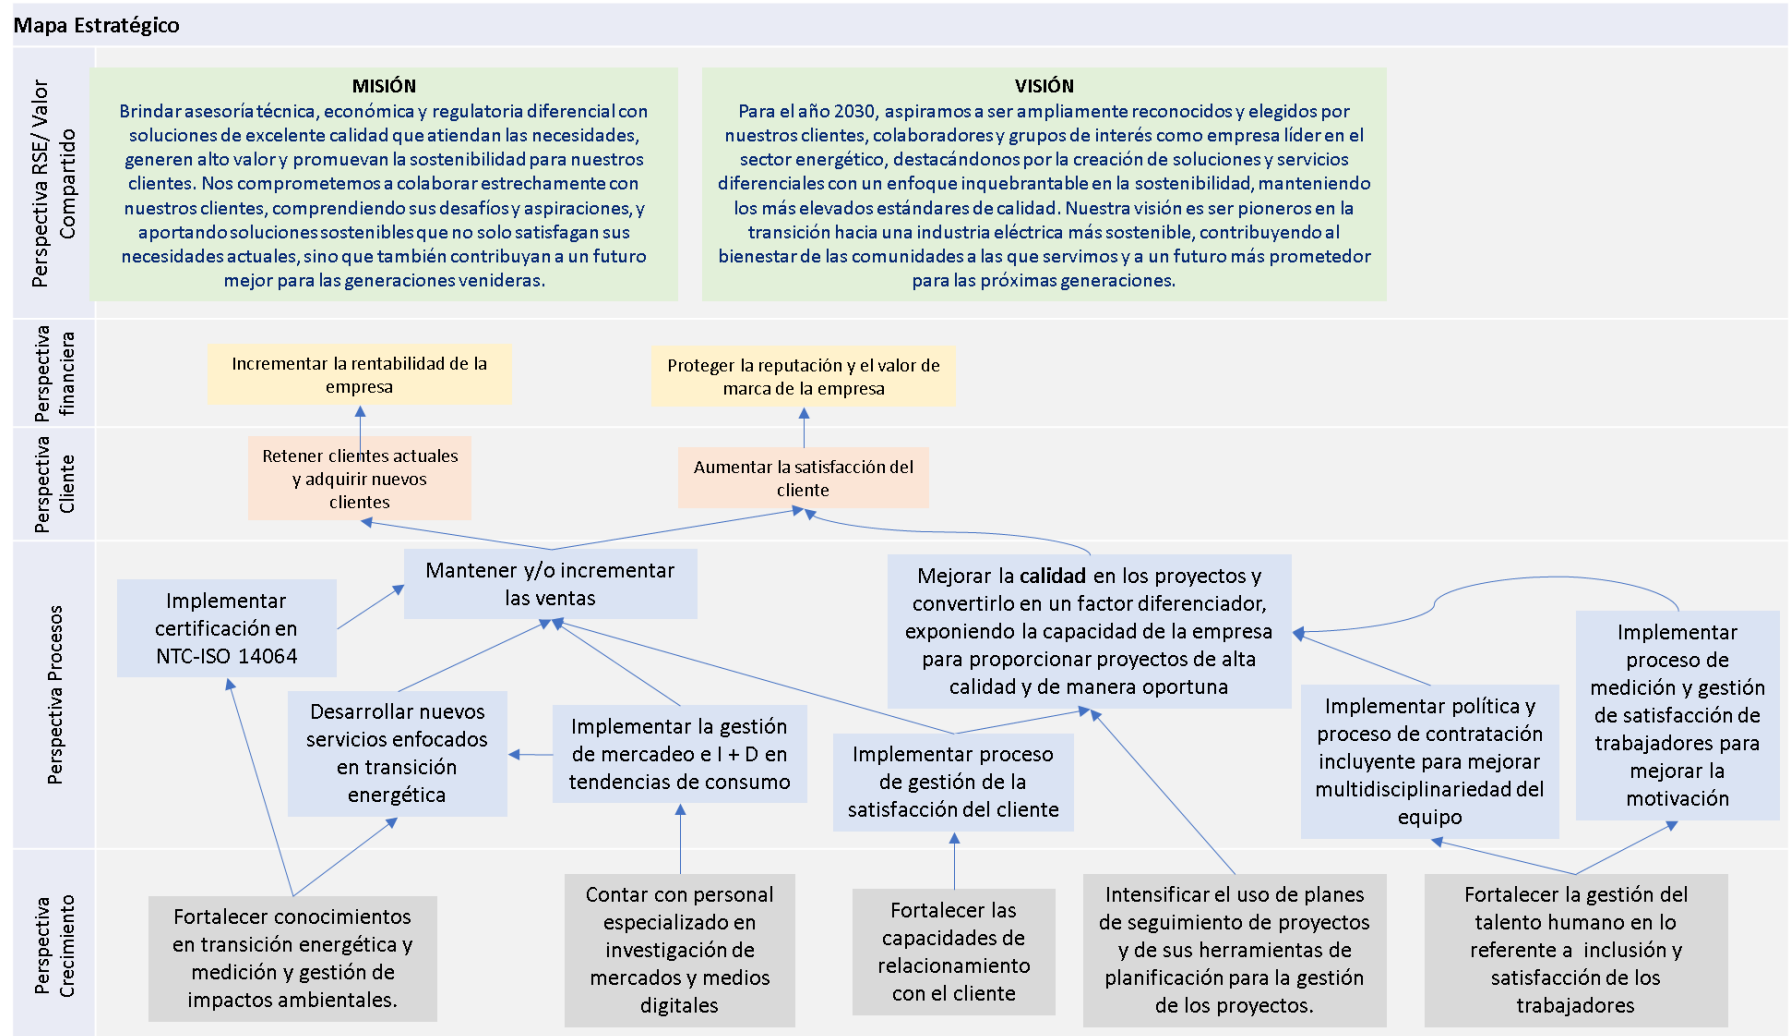 Mapa Estratégico
Perspectiva RSE/ Valor
Compartido
MISIÓN
Brindar asesoría técnica, económica y regulatoria diferencial con
soluciones de excelente calidad que atiendan las necesidades,
generen alto valor y promuevan la sostenibilidad para nuestros
clientes. Nos comprometemos a colaborar estrechamente con
nuestros clientes, comprendiendo sus desafíos y aspiraciones, y
aportando soluciones sostenibles que no solo satisfagan sus
necesidades actuales, sino que también contribuyan a un futuro
mejor para las generaciones venideras.
VISIÓN
Para el año 2030, aspiramos a ser ampliamente reconocidos y elegidos por
nuestros clientes, colaboradores y grupos de interés como empresa líder en el
sector energético, destacándonos por la creación de soluciones y servicios
diferenciales con un enfoque inquebrantable en la sostenibilidad, manteniendo
los más elevados estándares de calidad. Nuestra visión es ser pioneros en la
transición hacia una industria eléctrica más sostenible, contribuyendo al
bienestar de las comunidades a las que servimos y a un futuro más prometedor
para las próximas generaciones.
Perspectiva
financiera
Incrementar la rentabilidad de la
empresa
Proteger la reputación y el valor de
marca de la empresa
Perspectiva
Cliente
Retener clientes actuales
y adquirir nuevos
clientes
Aumentar la satisfacción del
cliente
Perspectiva Procesos
Implementar
certificación en
NTC-ISO 14064
Mantener y/o incrementar
las ventas
Mejorar la calidad en los proyectos y
convertirlo en un factor diferenciador,
exponiendo la capacidad de la empresa
para proporcionar proyectos de alta
calidad y de manera oportuna
Implementar
proceso de
medición y gestión
de satisfacción de
trabajadores para
mejorar la
motivación
Desarrollar nuevos
servicios enfocados
en transición
energética
Implementar la gestión
de mercadeo e I + D en
tendencias de consumo
Implementar proceso
de gestión de la
satisfacción del cliente
Implementar política y
proceso de contratación
incluyente para mejorar
multidisciplinariedad del
equipo
Perspectiva
Crecimiento
Fortalecer conocimientos
en transición energética y
medición y gestión de
impactos ambientales.
Contar con personal
especializado en
investigación de
mercados y medios
digitales
Fortalecer las
capacidades de
relacionamiento
con el cliente
Intensificar el uso de planes
de seguimiento de proyectos
y de sus herramientas de
planificación para la gestión
de los proyectos.
Fortalecer la gestión del
talento humano en lo
referente a inclusión y
satisfacción de los
trabajadores